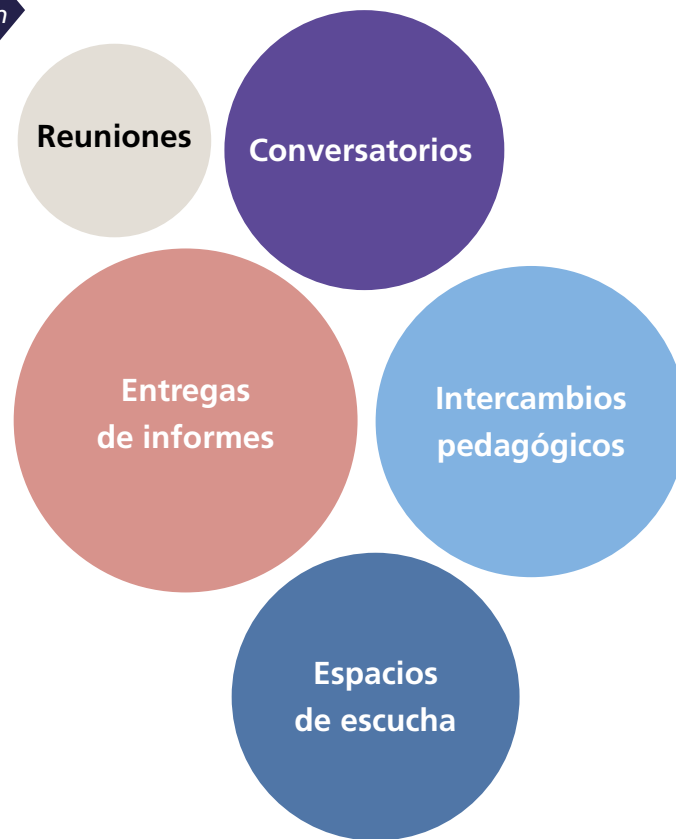 n
Reuniones
Conversatorios
Entregas
de informes
Intercambios
pedagógicos
Espacios
de escucha